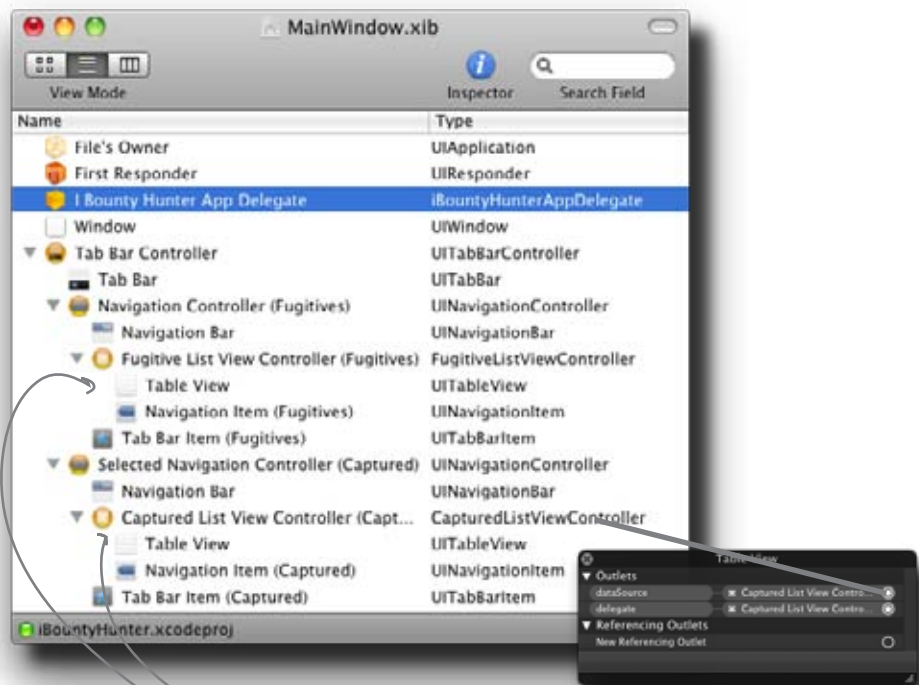 MainWindow.xib
View Mode
Inspector
Search Field
Name Type
File's Owner UIApplication
First Responder UIResponder
I Bounty Hunter App Delegate iBountyHunterAppDelegate
Window UIWindow
Tab Bar Controller UITabBarController
Tab Bar UITabBar
Navigation Controller (Fugitives) UINavigationController
Navigation Bar UINavigationBar
Fugitive List View Controller (Fugitives) FugitiveListViewController
Table View UITableView
Navigation Item (Fugitives) UINavigationItem
Tab Bar Item (Fugitives) UITabBarItem
Selected Navigation Controller (Captured) UINavigationController
Navigation Bar UINavigationBar
Captured List View Controller (Capt... CapturedListViewController
Table View UITableView
Navigation Item (Captured) UINavigationItem
Tab Bar Item (Captured) UITabBarItem
iBountyHunter.xcodeproj
Table View
Outlets
dataSource Captured List View Contro...
delegate Captured List View Contro...
Referencing Outlets
New Referencing Outlet